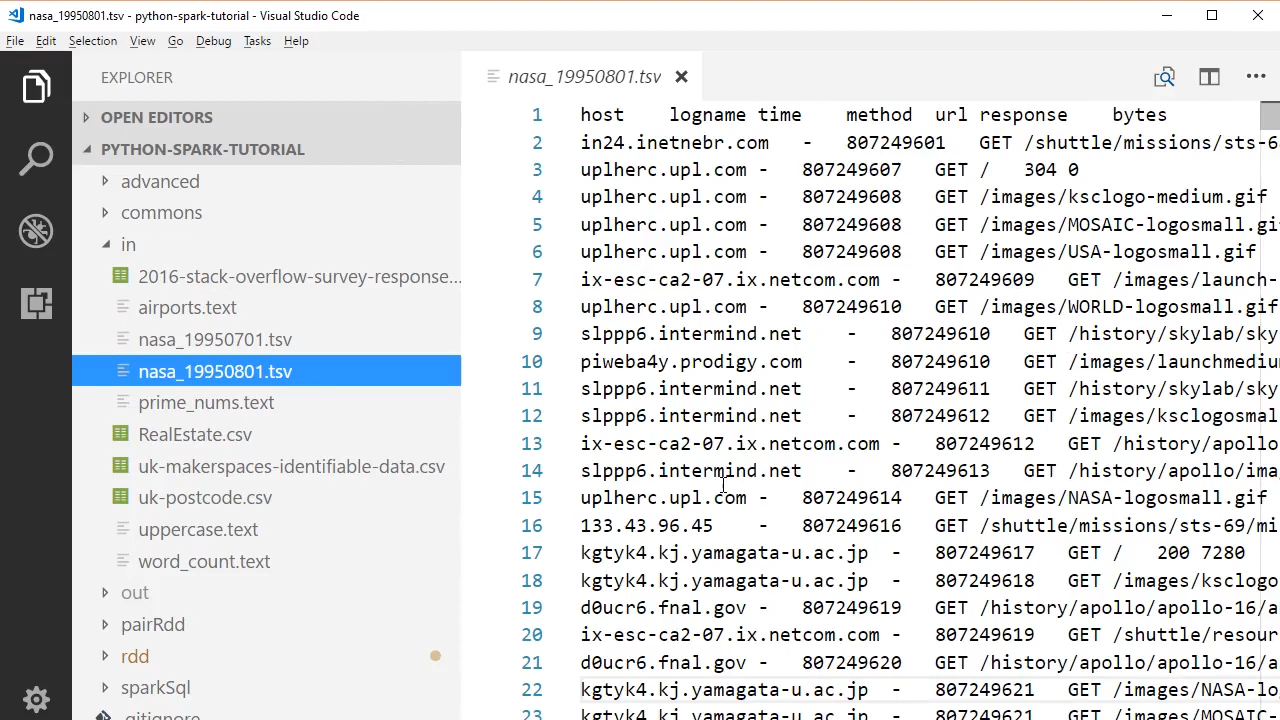 nasa_19950801.tsv - python-spark-tutorial - Visual Studio Code
File Edit Selection View Go Debug Tasks Help
EXPLORER
OPEN EDITORS
PYTHON-SPARK-TUTORIAL
advanced
commons
in
2016-stack-overflow-survey-response...
airports.text
nasa_19950701.tsv
nasa_19950801.tsv
prime_nums.text
RealEstate.csv
uk-makerspaces-identifiable-data.csv
uk-postcode.csv
uppercase.text
word_count.text
out
pairRdd
rdd
sparkSql
.gitignore
nasa_19950801.tsv
1 host logname time method url response bytes
2 in24.inetnebr.com - 807249601 GET /shuttle/missions/sts-6
3 uplherc.upl.com - 807249607 GET / 304 0
4 uplherc.upl.com - 807249608 GET /images/ksclogo-medium.gif
5 uplherc.upl.com - 807249608 GET /images/MOSAIC-logosmall.gif
6 uplherc.upl.com - 807249608 GET /images/USA-logosmall.gif
7 ix-esc-ca2-07.ix.netcom.com - 807249609 GET /images/launch-
8 uplherc.upl.com - 807249610 GET /images/WORLD-logosmall.gif
9 slppp6.intermind.net - 807249610 GET /history/skylab/sky
10 piweba4y.prodigy.com - 807249610 GET /images/launchmediu
11 slppp6.intermind.net - 807249611 GET /history/skylab/sky
12 slppp6.intermind.net - 807249612 GET /images/ksclogosmal
13 ix-esc-ca2-07.ix.netcom.com - 807249612 GET /history/apollo
14 slppp6.intermind.net - 807249613 GET /history/apollo/ima
15 uplherc.upl.com - 807249614 GET /images/NASA-logosmall.gif
16 133.43.96.45 - 807249616 GET /shuttle/missions/sts-69/mi
17 kgtyk4.kj.yamagata-u.ac.jp - 807249617 GET / 200 7280
18 kgtyk4.kj.yamagata-u.ac.jp - 807249618 GET /images/ksclogo
19 d0ucr6.fnal.gov - 807249619 GET /history/apollo/apollo-16/a
20 ix-esc-ca2-07.ix.netcom.com - 807249619 GET /shuttle/resour
21 d0ucr6.fnal.gov - 807249620 GET /history/apollo/apollo-16/a
22 kgtyk4.kj.yamagata-u.ac.jp - 807249621 GET /images/NASA-lo
23 kgtyk4.kj.yamagata-u.ac.jp - 807249621 GET /images/MOSAIC-